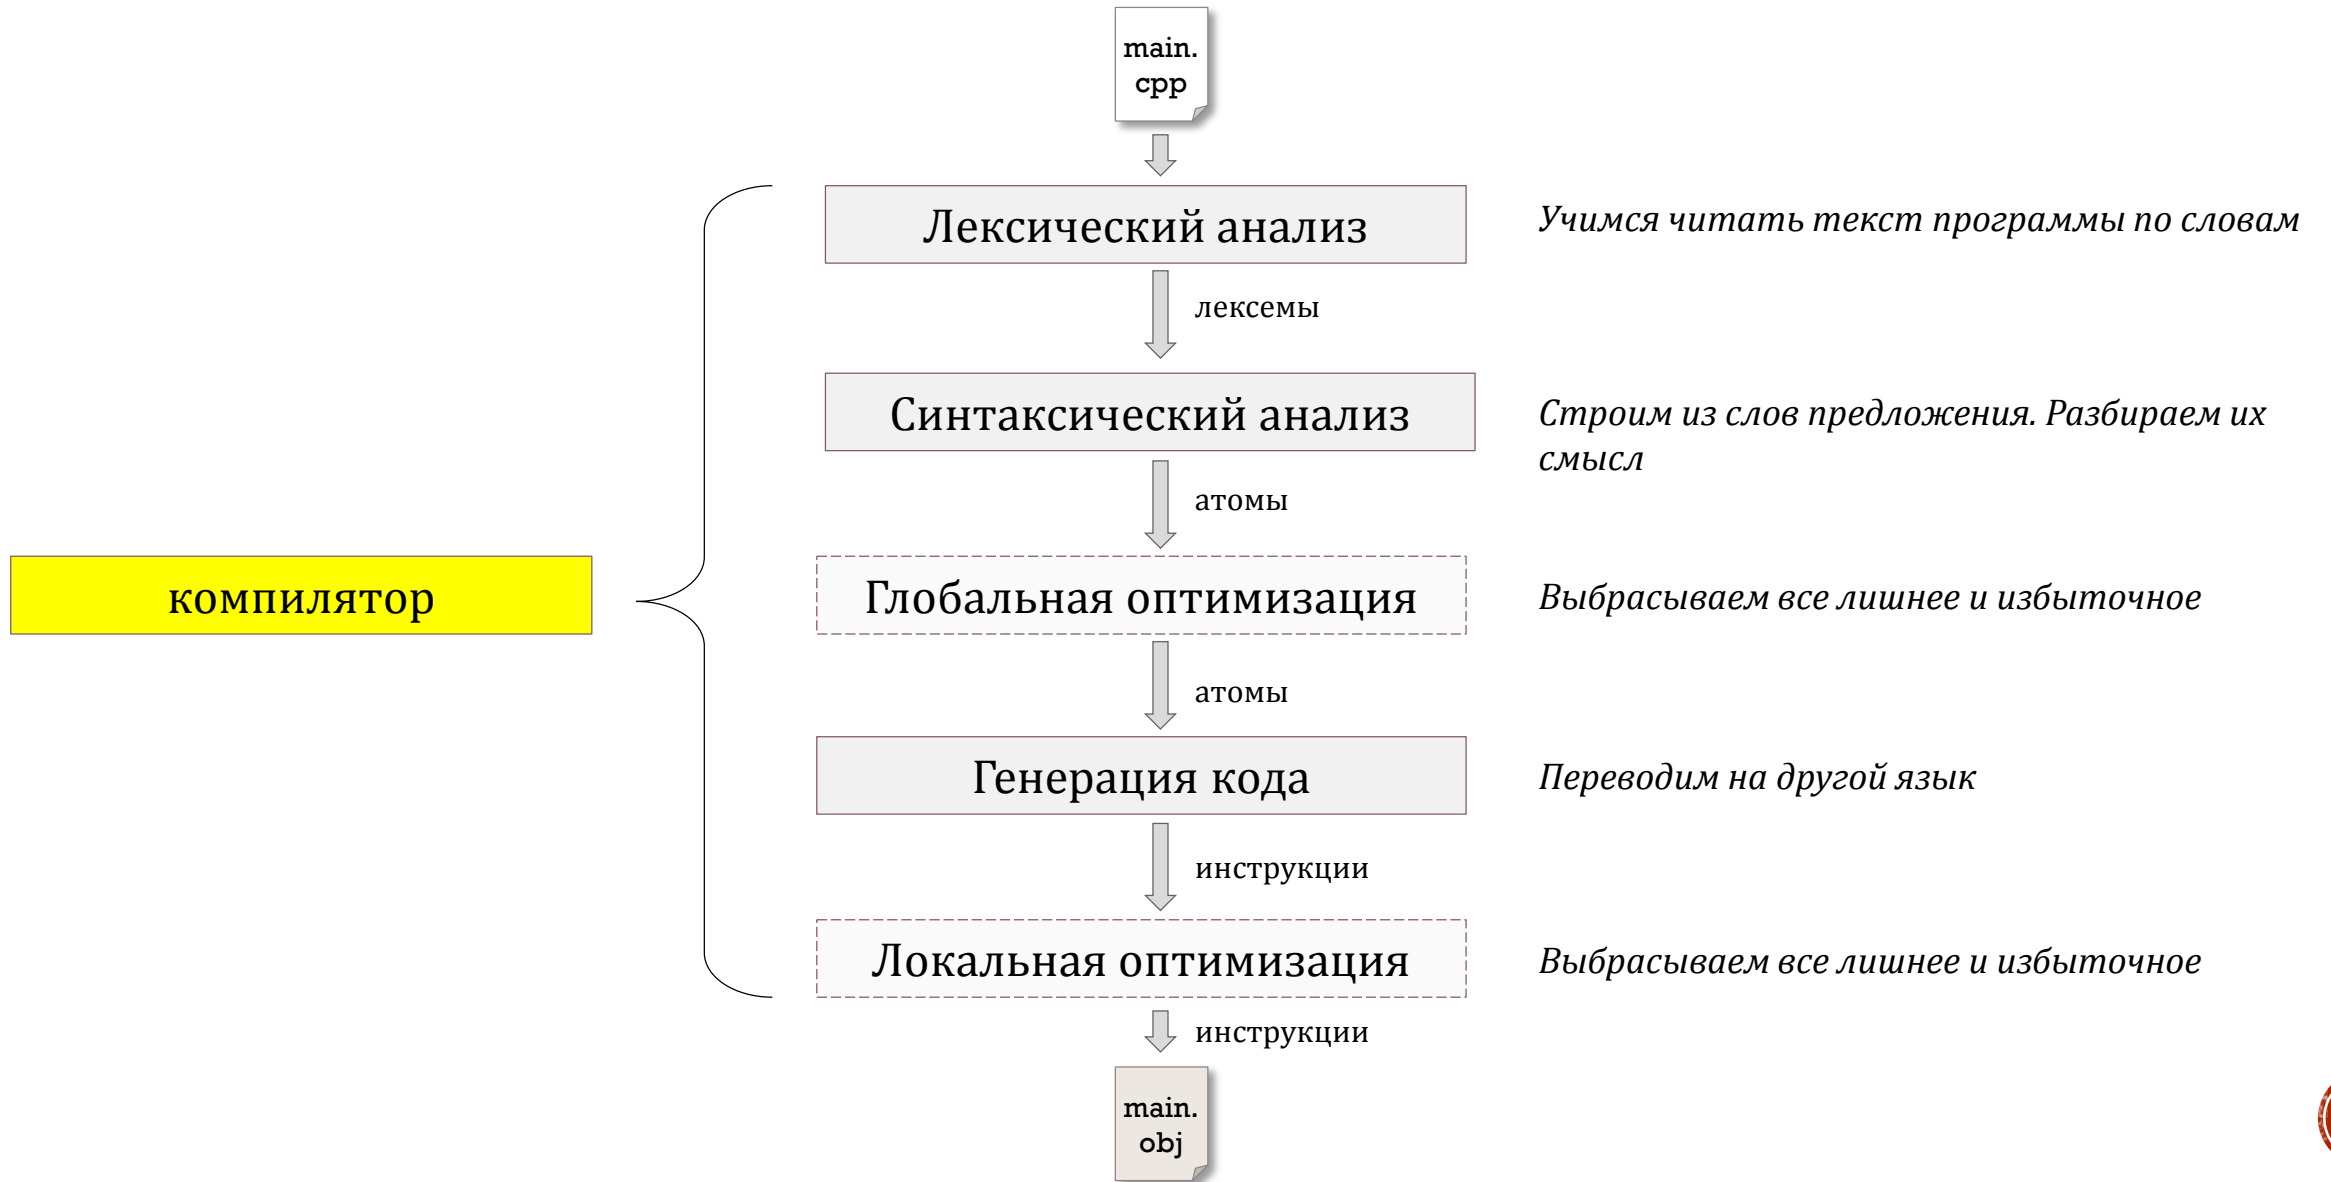 main.
cpp
Лексический анализ
Учимся читать текст программы по словам
лексемы
Синтаксический анализ
Строим из слов предложения. Разбираем их
смысл
атомы
компилятор
Глобальная оптимизация
Выбрасываем все лишнее и избыточное
атомы
Генерация кода
Переводим на другой язык
инструкции
Локальная оптимизация
Выбрасываем все лишнее и избыточное
инструкции
main.
obj